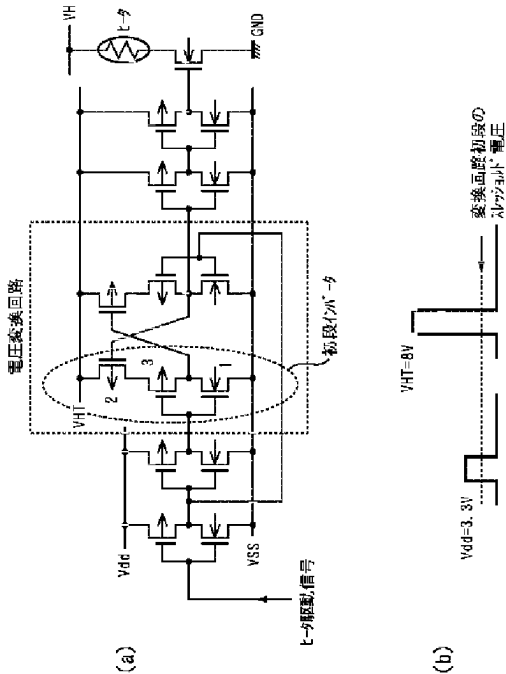 (a)
電圧変換回路
VH
ヒータ
VHT
Vdd
2
3
1
VSS
GND
初段インバータ
ヒータ駆動信号
(b)
VHT=8V
Vdd=3.3V
変換回路初段の
スレッショルド電圧